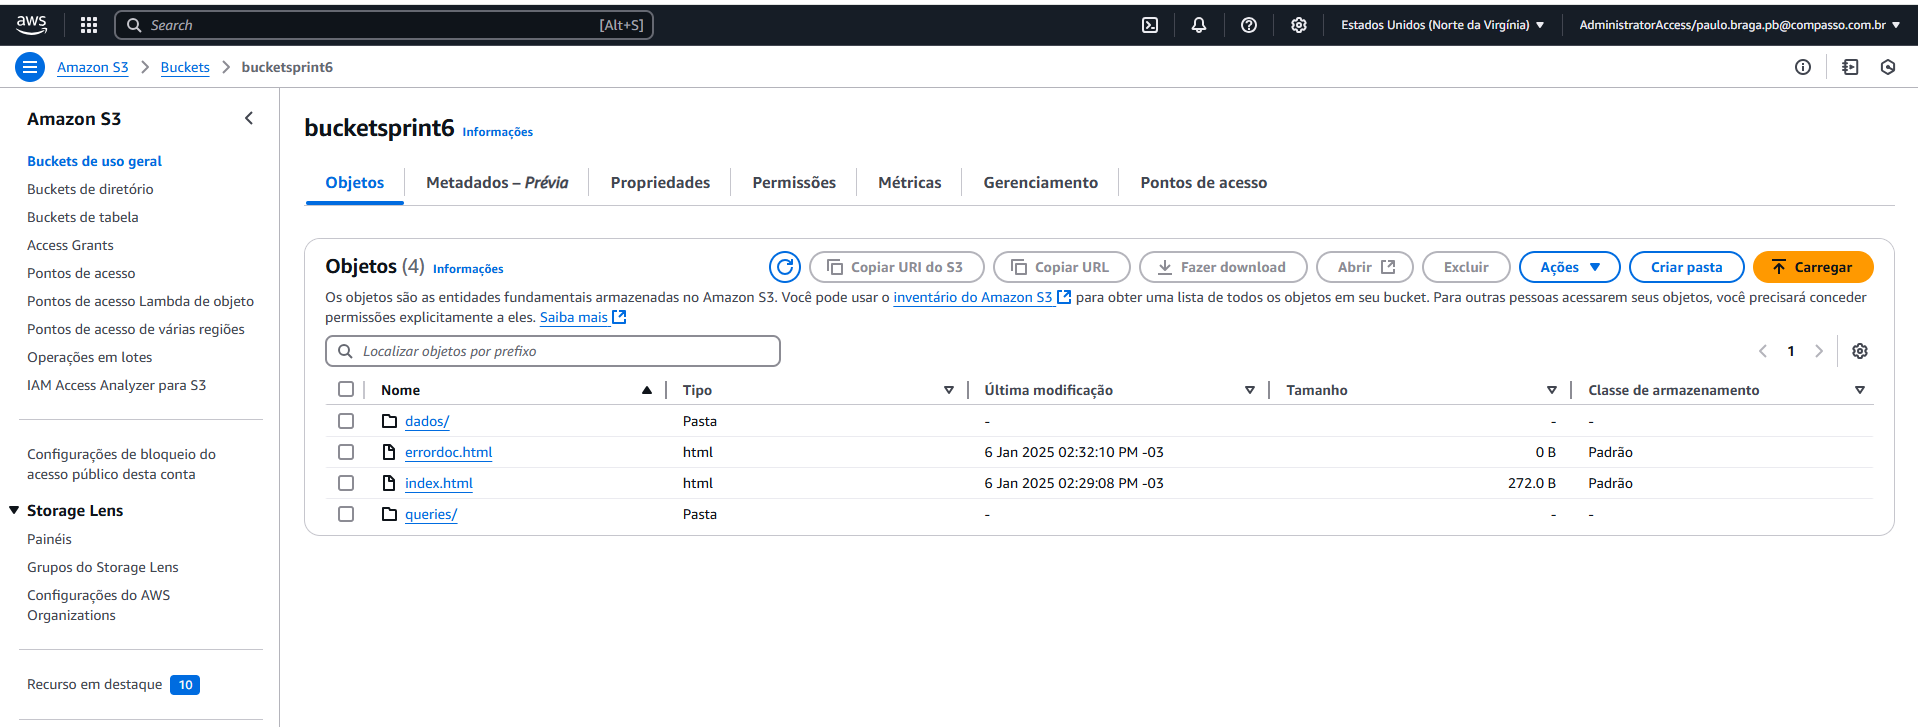 aws Search [Alt+S] Estados Unidos (Norte da Virgínia) AdministratorAccess/paulo.braga.pb@compasso.com.br
Amazon S3 Buckets bucketsprint6
Amazon S3
Buckets de uso geral
Buckets de diretório
Buckets de tabela
Access Grants
Pontos de acesso
Pontos de acesso Lambda de objeto
Pontos de acesso de várias regiões
Operações em lotes
IAM Access Analyzer para S3
Configurações de bloqueio do
acesso público desta conta
Storage Lens
Painéis
Grupos do Storage Lens
Configurações do AWS
Organizations
Recurso em destaque 10
bucketsprint6 Informações
Objetos Metadados – Prévia Propriedades Permissões Métricas Gerenciamento Pontos de acesso
Objetos (4) Informações Copiar URI do S3 Copiar URL Fazer download Abrir Excluir Ações Criar pasta Carregar
Os objetos são as entidades fundamentais armazenadas no Amazon S3. Você pode usar o inventário do Amazon S3 para obter uma lista de todos os objetos em seu bucket. Para outras pessoas acessarem seus objetos, você precisará conceder
permissões explicitamente a eles. Saiba mais
Localizar objetos por prefixo 1
Nome Tipo Última modificação Tamanho Classe de armazenamento
dados/ Pasta - - -
errordoc.html html 6 Jan 2025 02:32:10 PM -03 0 B Padrão
index.html html 6 Jan 2025 02:29:08 PM -03 272.0 B Padrão
queries/ Pasta - - -